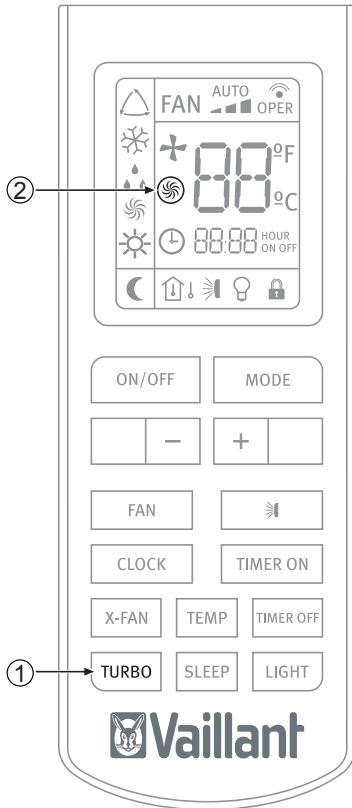 FAN AUTO OPER
88 ºF
ºC
88:88 HOUR
ON OFF
2
ON/OFF MODE
− +
FAN
CLOCK TIMER ON
X-FAN TEMP TIMER OFF
1 TURBO SLEEP LIGHT
Vaillant